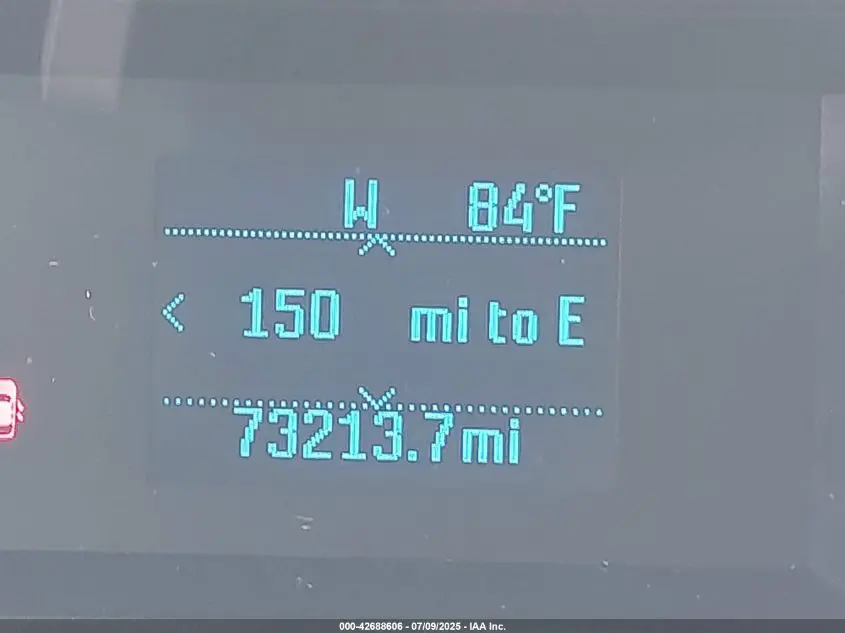 W 84°F
< 150 mi to E
73213.7mi
000-42688606 - 07/09/2025 - IAA Inc.